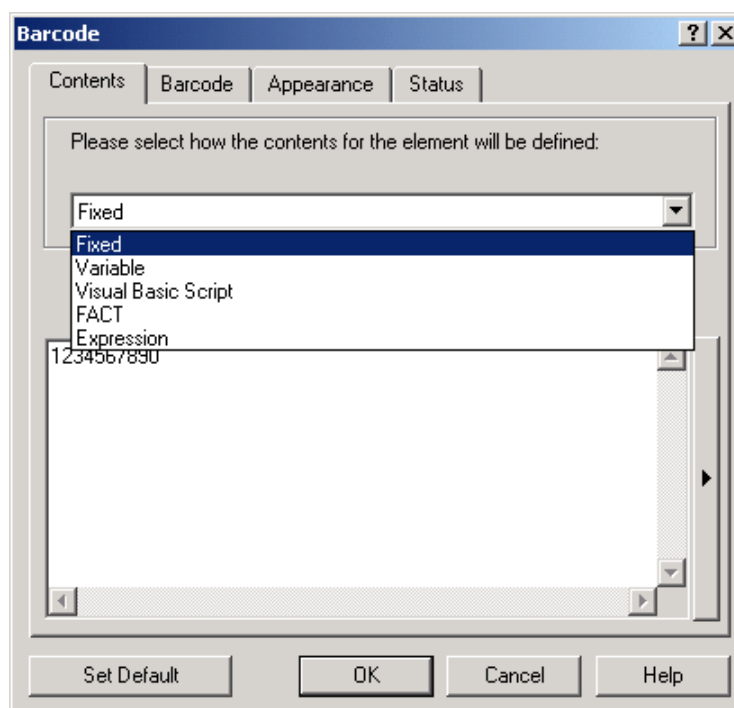 Barcode
Contents Barcode Appearance Status
Please select how the contents for the element will be defined:
Fixed
Fixed
Variable
Visual Basic Script
FACT
Expression
1234567890
Set Default OK Cancel Help